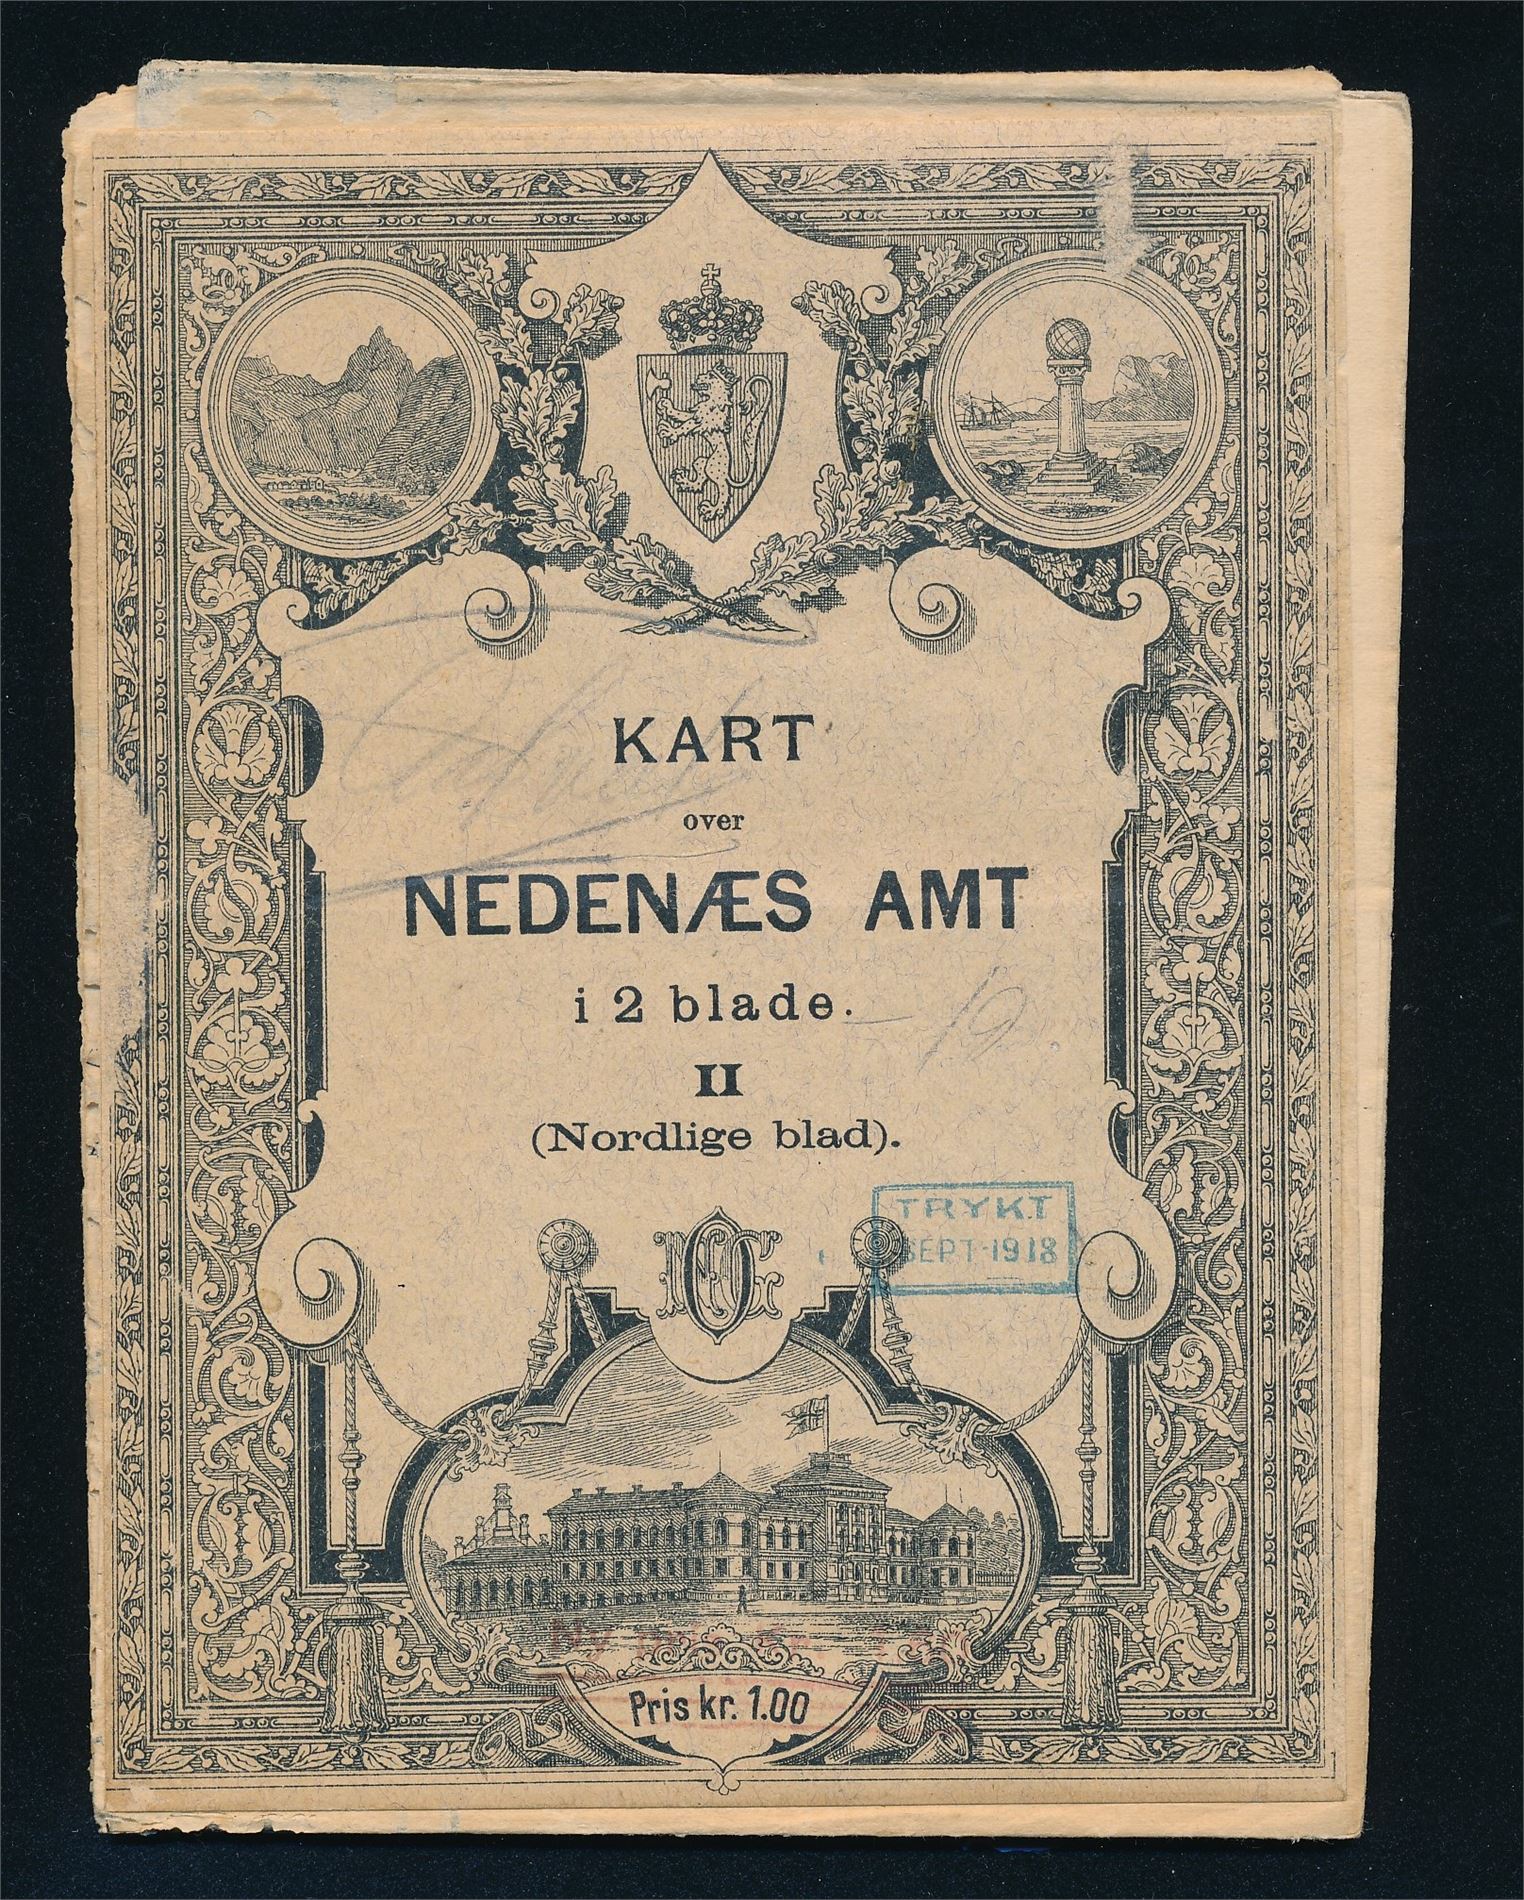 KART
over
NEDENÆS AMT
i 2 blade.
II
(Nordlige blad).
TRYKT
SEPT 1918
Pris kr. 1.00